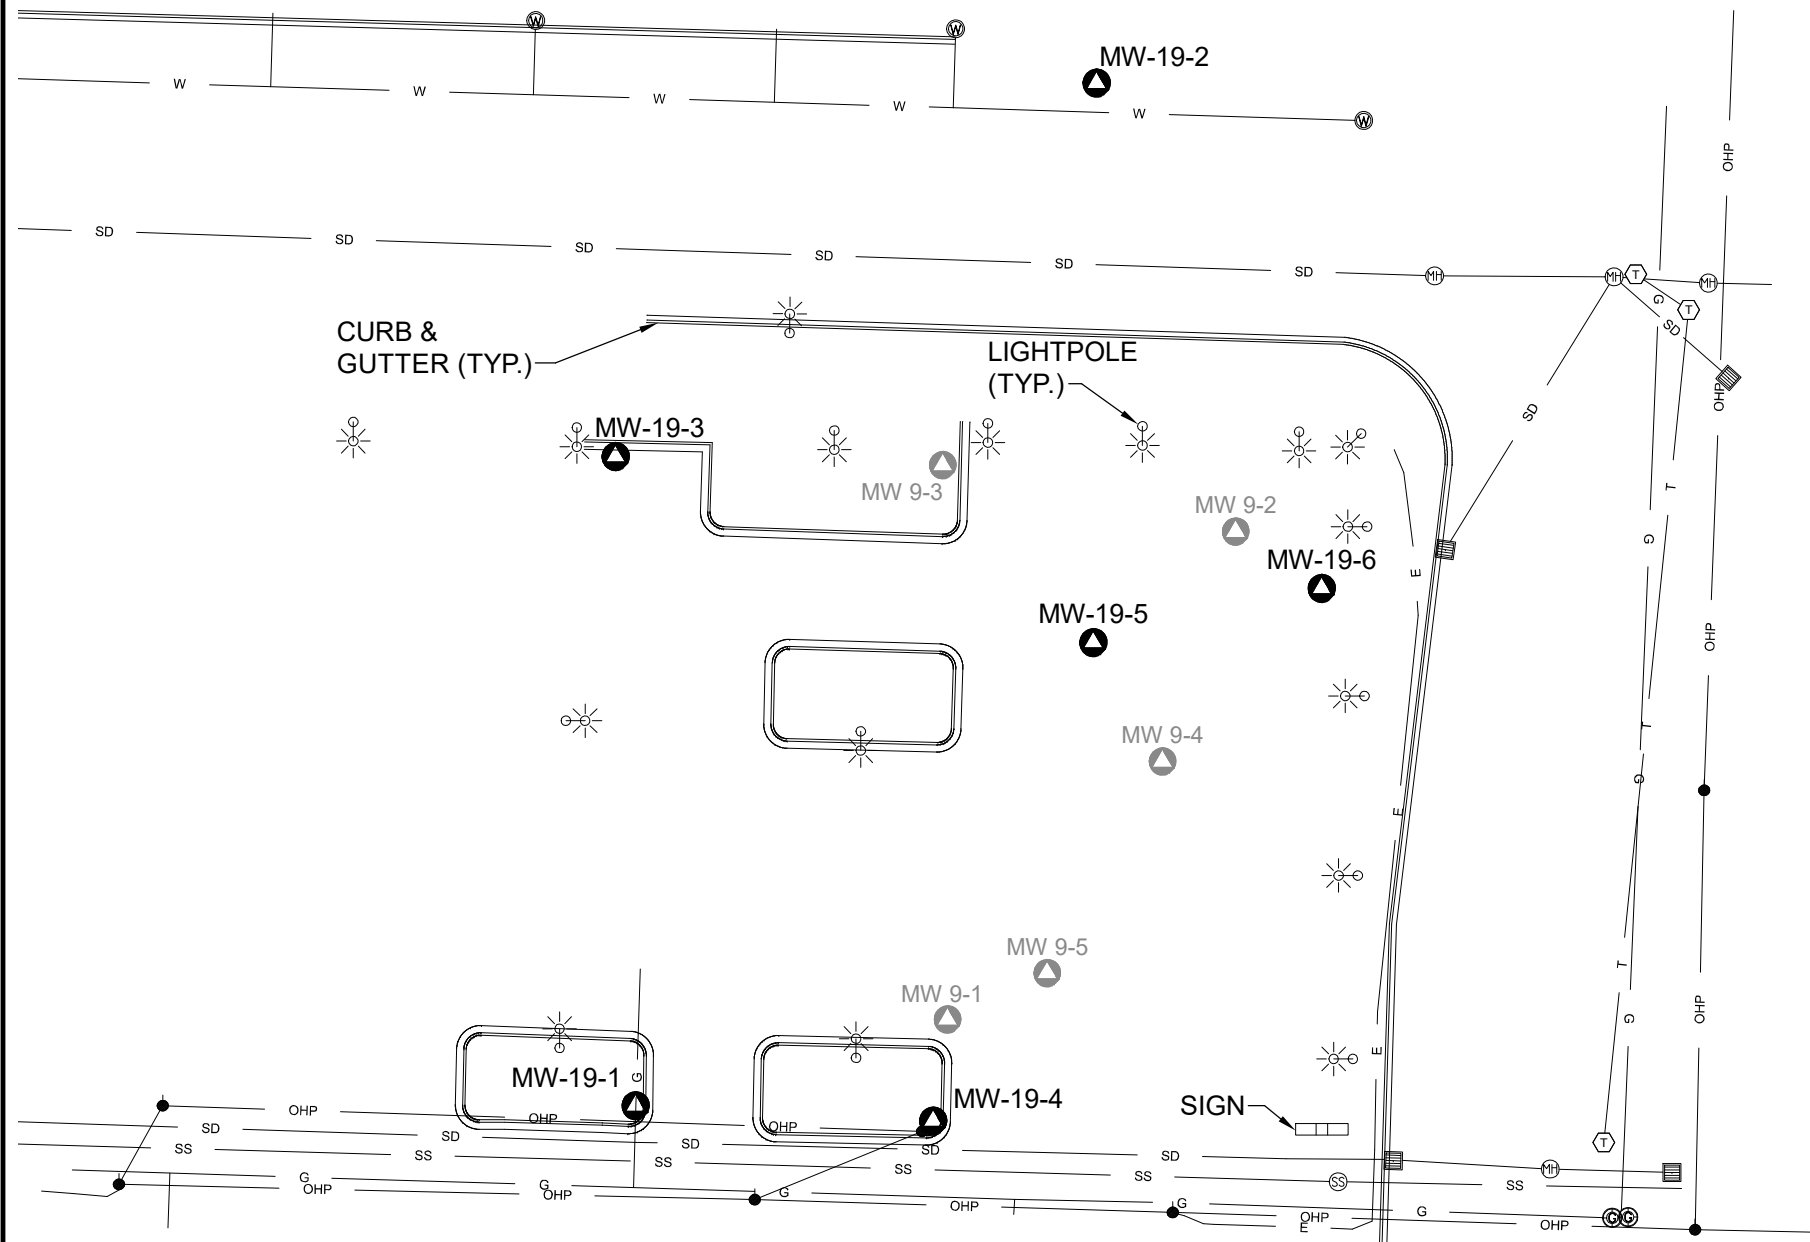 W
W
MW-19-2
W
W
W
W
W
W
OHP
SD
SD
SD
SD
SD
SD
MH
MH
T
MH
G
T
SD
CURB &
GUTTER (TYP.)
LIGHTPOLE
(TYP.)
OHP
SD
MW-19-3
MW 9-3
MW 9-2
T
G
MW-19-6
E
MW-19-5
OHP
MW 9-4
T
G
E
MW 9-5
T
MW 9-1
OHP
G
E
MW-19-1
G
MW-19-4
SIGN
OHP
OHP
OHP
SD
SD
SD
SD
SD
T
SS
SS
SS
SS
SS
SS
SS
MH
G
G
G
G
G
G
G
OHP
OHP
OHP
OHP
OHP
E